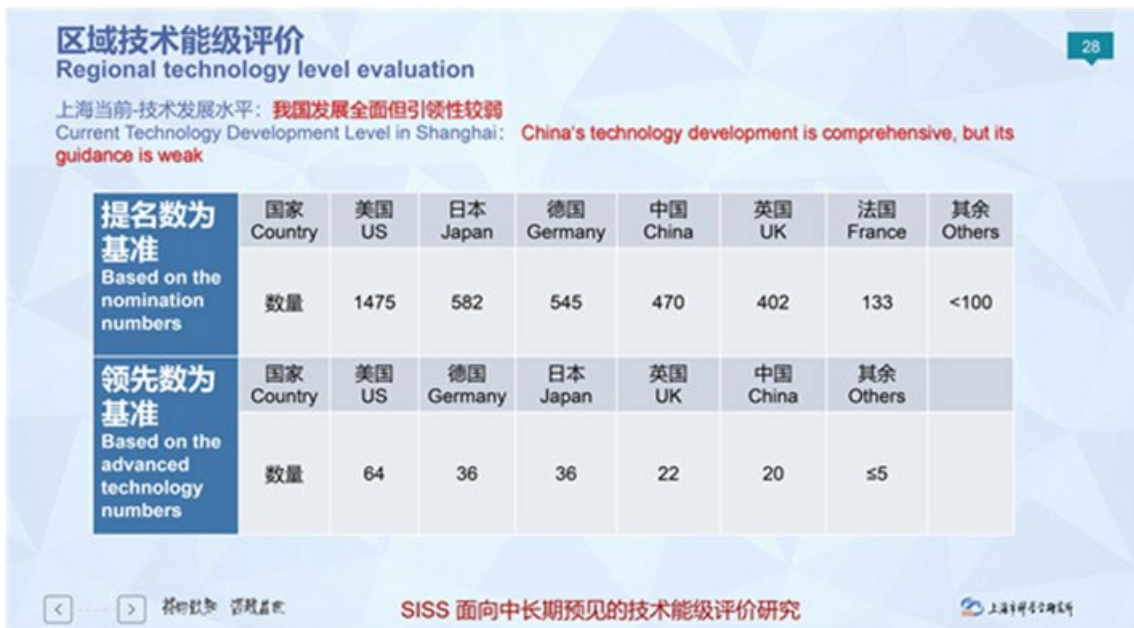 区域技术能级评价
28
Regional technology level evaluation
上海当前-技术发展水平：我国发展全面但引领性较弱
Current Technology Development Level in Shanghai： China's technology development is comprehensive, but its
guidance is weak
提名数为
基准
Based on the
nomination
numbers
国家 美国 日本 德国 中国 英国 法国 其余
Country US Japan Germany China UK France Others
数量 1475 582 545 470 402 133 <100
领先数为
基准
Based on the
advanced
technology
numbers
国家 美国 德国 日本 英国 中国 其余
Country US Germany Japan UK China Others
数量 64 36 36 22 20 ≤5
SISS 面向中长期预见的技术能级评价研究